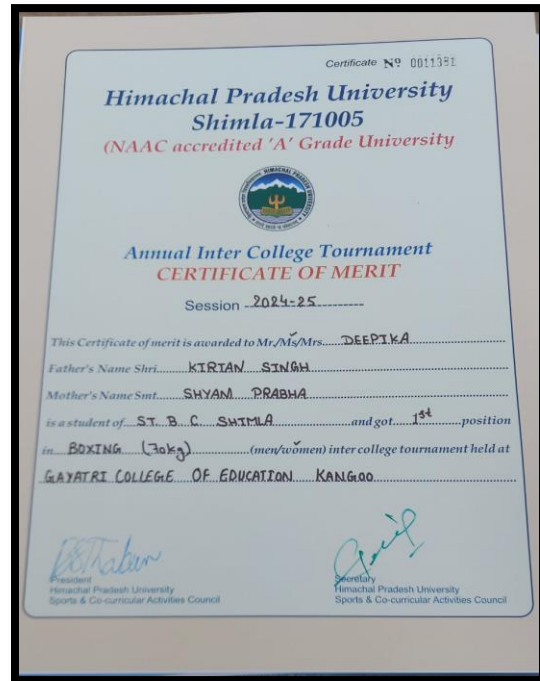 Certificate Nº 0011381
Himachal Pradesh University
Shimla-171005
(NAAC accredited 'A' Grade University
HIMACHAL PRADESH UNIVERSITY
Annual Inter College Tournament
CERTIFICATE OF MERIT
Session 2024-25
This Certificate of merit is awarded to Mr./Ms/Mrs. DEEPIKA
Father's Name Shri. KIRTAN SINGH
Mother's Name Smt. SHYAM PRABHA
is a student of ST. B. C. SHIMLA and got 1st position
in BOXING (70kg) (men/women) inter college tournament held at
GAYATRI COLLEGE OF EDUCATION KANGOO
President
Himachal Pradesh University
Sports & Co-curricular Activities Council
Secretary
Himachal Pradesh University
Sports & Co-curricular Activities Council